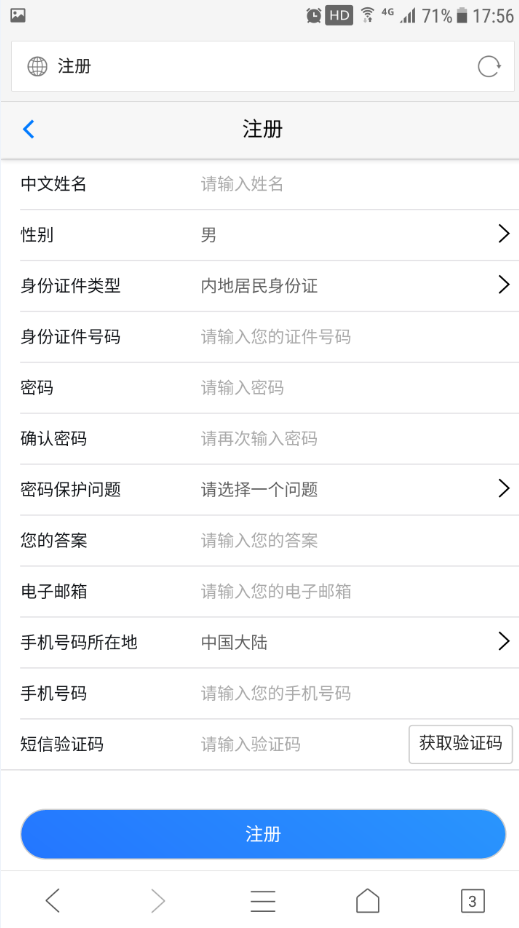 HD 4G 71% 17:56
注册
注册
中文姓名 请输入姓名
性别 男
身份证件类型 内地居民身份证
身份证件号码 请输入您的证件号码
密码 请输入密码
确认密码 请再次输入密码
密码保护问题 请选择一个问题
您的答案 请输入您的答案
电子邮箱 请输入您的电子邮箱
手机号码所在地 中国大陆
手机号码 请输入您的手机号码
短信验证码 请输入验证码 获取验证码
注册
3